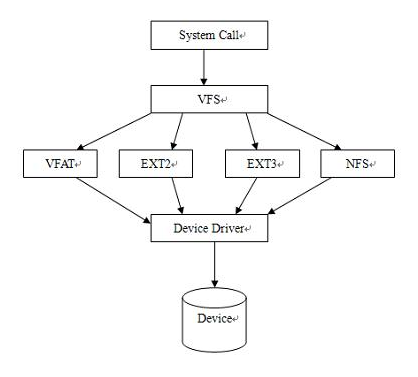 System Call
VFS
VFAT
EXT2
EXT3
NFS
Device Driver
Device